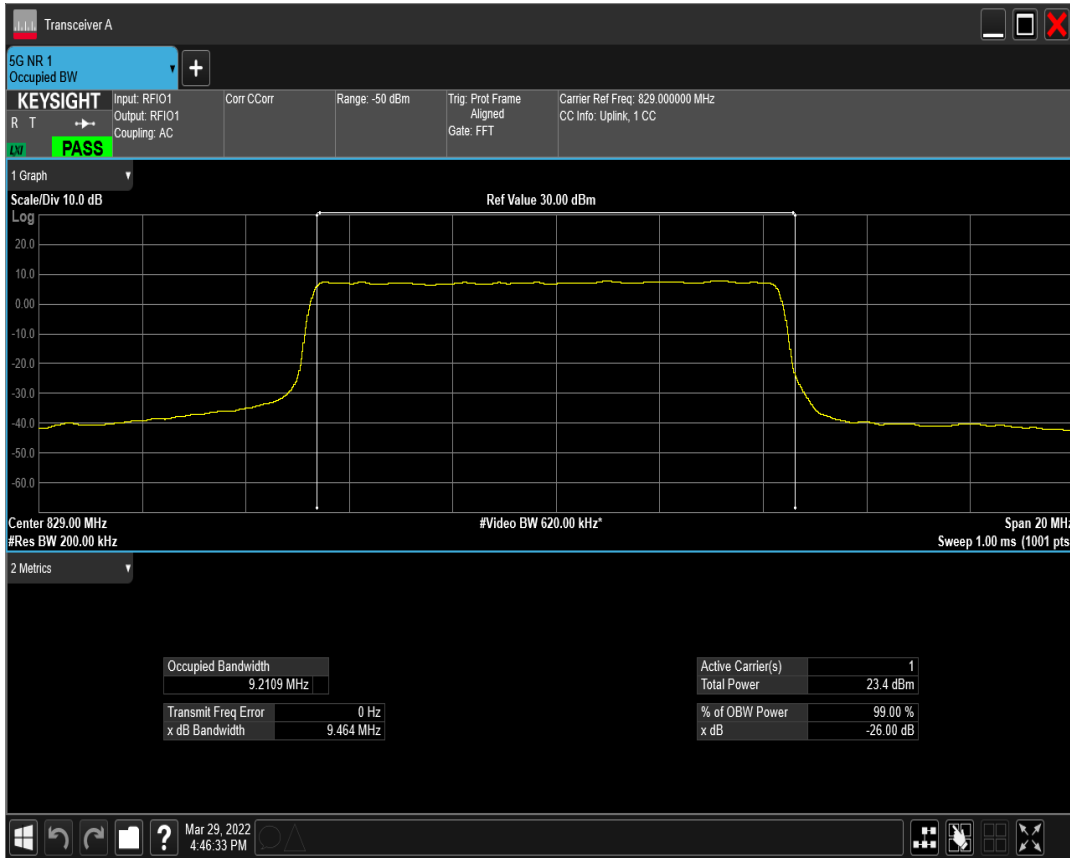 Transceiver A
5G NR 1
Occupied BW
KEYSIGHT
R T
LXI
PASS
Input: RFIO1
Output: RFIO1
Coupling: AC
Corr CCorr
Range: -50 dBm
Trig: Prot Frame
Aligned
Gate: FFT
Carrier Ref Freq: 829.000000 MHz
CC Info: Uplink, 1 CC
1 Graph
Scale/Div 10.0 dB
Ref Value 30.00 dBm
Log
20.0
10.0
0.00
-10.0
-20.0
-30.0
-40.0
-50.0
-60.0
Center 829.00 MHz
#Video BW 620.00 kHz*
Span 20 MHz
#Res BW 200.00 kHz
Sweep 1.00 ms (1001 pts
2 Metrics
Occupied Bandwidth
9.2109 MHz
Transmit Freq Error 0 Hz
x dB Bandwidth 9.464 MHz
Active Carrier(s) 1
Total Power 23.4 dBm
% of OBW Power 99.00 %
x dB -26.00 dB
?
Mar 29, 2022
4:46:33 PM